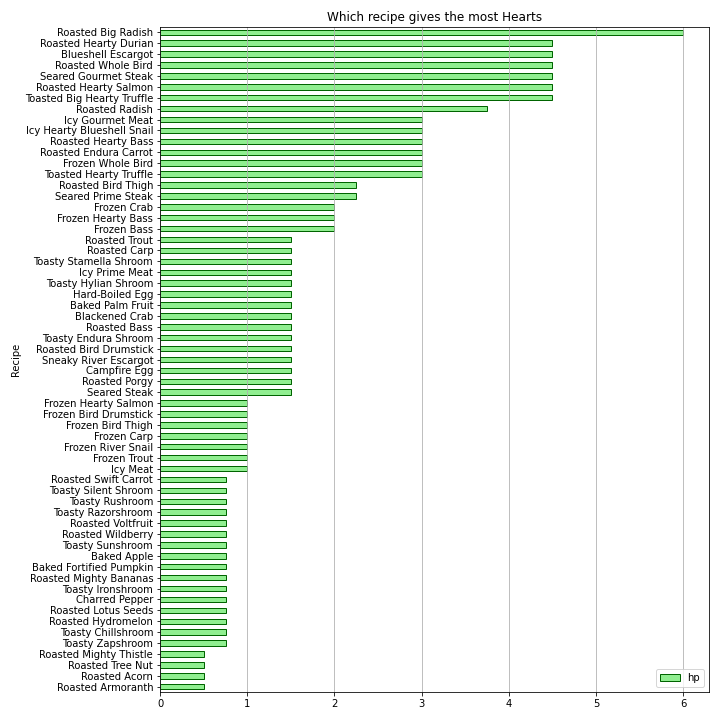 Which recipe gives the most Hearts
Roasted Big Radish
Roasted Hearty Durian
Blueshell Escargot
Roasted Whole Bird
Seared Gourmet Steak
Roasted Hearty Salmon
Toasted Big Hearty Truffle
Roasted Radish
Icy Gourmet Meat
Icy Hearty Blueshell Snail
Roasted Hearty Bass
Roasted Endura Carrot
Frozen Whole Bird
Toasted Hearty Truffle
Roasted Bird Thigh
Seared Prime Steak
Frozen Crab
Frozen Hearty Bass
Frozen Bass
Roasted Trout
Roasted Carp
Toasty Stamella Shroom
Icy Prime Meat
Toasty Hylian Shroom
Hard-Boiled Egg
Baked Palm Fruit
Blackened Crab
Roasted Bass
Toasty Endura Shroom
Roasted Bird Drumstick
Sneaky River Escargot
Campfire Egg
Roasted Porgy
Seared Steak
Frozen Hearty Salmon
Frozen Bird Drumstick
Frozen Bird Thigh
Frozen Carp
Frozen River Snail
Frozen Trout
Icy Meat
Roasted Swift Carrot
Toasty Silent Shroom
Toasty Rushroom
Toasty Razorshroom
Roasted Voltfruit
Roasted Wildberry
Toasty Sunshroom
Baked Apple
Baked Fortified Pumpkin
Roasted Mighty Bananas
Toasty Ironshroom
Charred Pepper
Roasted Lotus Seeds
Roasted Hydromelon
Toasty Chillshroom
Toasty Zapshroom
Roasted Mighty Thistle
Roasted Tree Nut
Roasted Acorn
Roasted Armoranth
Recipe
hp
0 1 2 3 4 5 6